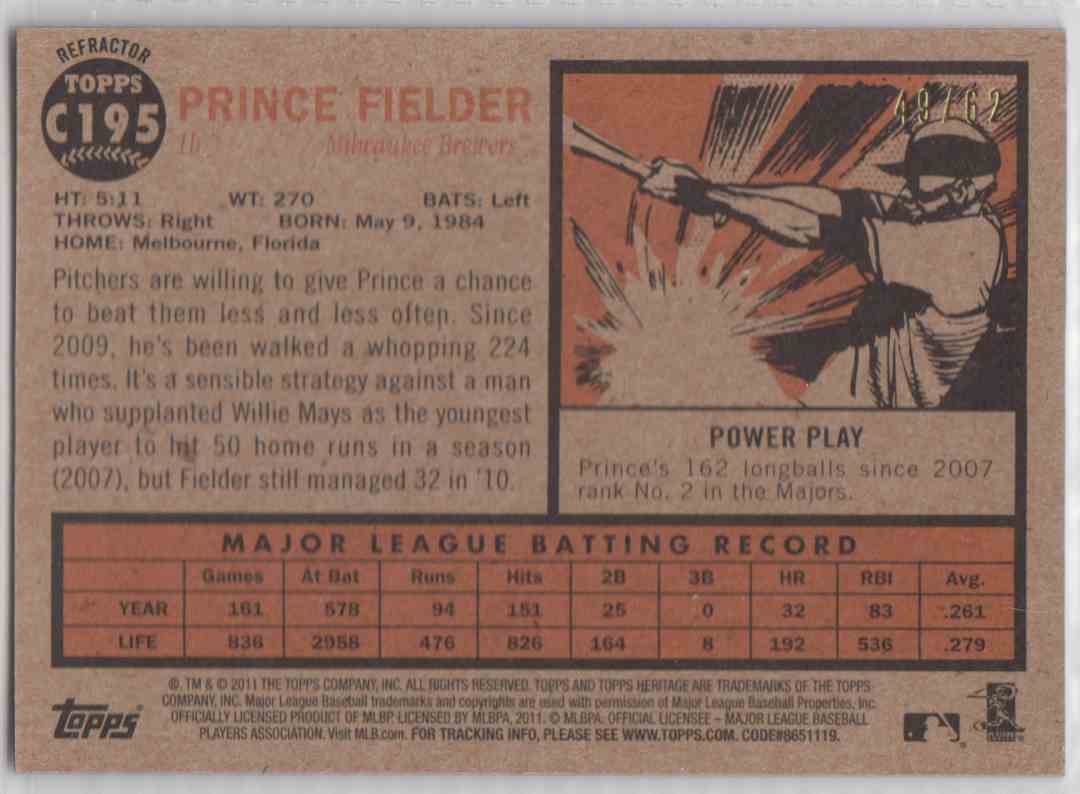 REFRACTOR
TOPPS
C195
PRINCE FIELDER
1b Milwaukee Brewers
HT: 5:11 WT: 270 BATS: Left
THROWS: Right BORN: May 9, 1984
HOME: Melbourne, Florida
Pitchers are willing to give Prince a chance
to beat them less and less often. Since
2009, he's been walked a whopping 224
times. It's a sensible strategy against a man
who supplanted Willie Mays as the youngest
player to hit 50 home runs in a season
(2007), but Fielder still managed 32 in '10.
49/62
POWER PLAY
Prince's 162 longballs since 2007
rank No. 2 in the Majors.
MAJOR LEAGUE BATTING RECORD
Games At Bat Runs Hits 2B 3B HR RBI Avg.
YEAR 161 578 94 151 25 0 32 83 .261
LIFE 836 2958 476 826 164 8 192 536 .279
®, TM & © 2011 THE TOPPS COMPANY, INC. ALL RIGHTS RESERVED. TOPPS AND TOPPS HERITAGE ARE TRADEMARKS OF THE TOPPS
COMPANY, INC. Major League Baseball trademarks and copyrights are used with permission of Major League Baseball Properties, Inc.
OFFICIALLY LICENSED PRODUCT OF MLBP. LICENSED BY MLBPA, 2011. © MLBPA. OFFICIAL LICENSEE – MAJOR LEAGUE BASEBALL
PLAYERS ASSOCIATION. Visit MLB.com. FOR TRACKING INFO, PLEASE SEE WWW.TOPPS.COM. CODE#8651119.
Topps